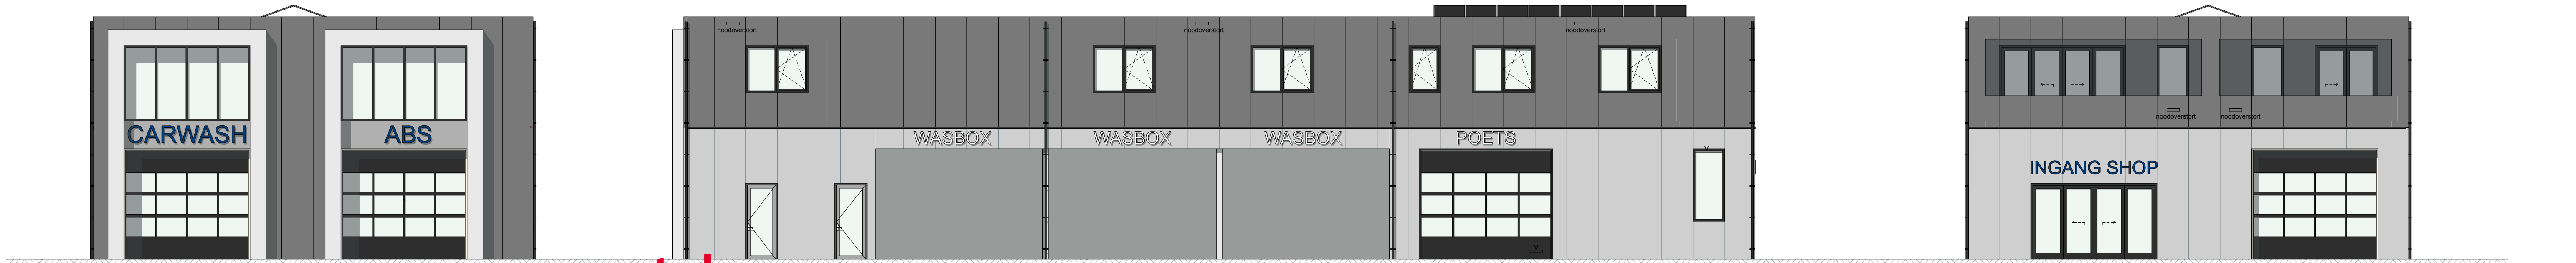 CARWASH
ABS
noodoverstort
noodoverstort
noodoverstort
WASBOX
WASBOX
WASBOX
POETS
noodoverstort
noodoverstort
INGANG SHOP